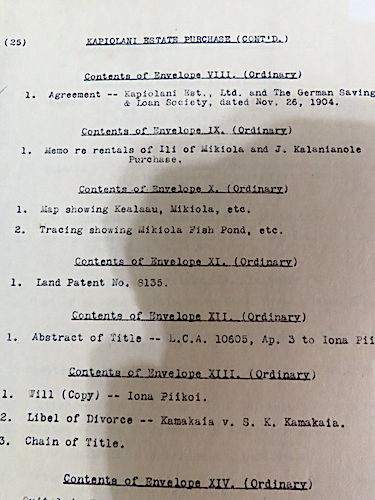 (25) KAPIOLANI ESTATE PURCHASE (CONT'D.)
Contents of Envelope VIII. (Ordinary)
1. Agreement -- Kapiolani Est., Ltd. and The German Saving
& Loan Society, dated Nov. 26, 1904.
Contents of Envelope IX. (Ordinary)
1. Memo re rentals of Ili of Mikiola and J. Kalanianole
Purchase.
Contents of Envelope X. (Ordinary)
1. Map showing Kealaau, Mikiola, etc.
2. Tracing showing Mikiola Fish Pond, etc.
Contents of Envelope XI. (Ordinary)
1. Land Patent No. 8135.
Contents of Envelope XII. (Ordinary)
1. Abstract of Title -- L.C.A. 10605, Ap. 3 to Iona Pii
Contents of Envelope XIII. (Ordinary)
1. Will (Copy) -- Iona Piikoi.
2. Libel of Divorce -- Kamakaia v. S. K. Kamakaia.
3. Chain of Title.
Contents of Envelope XIV. (Ordinary)